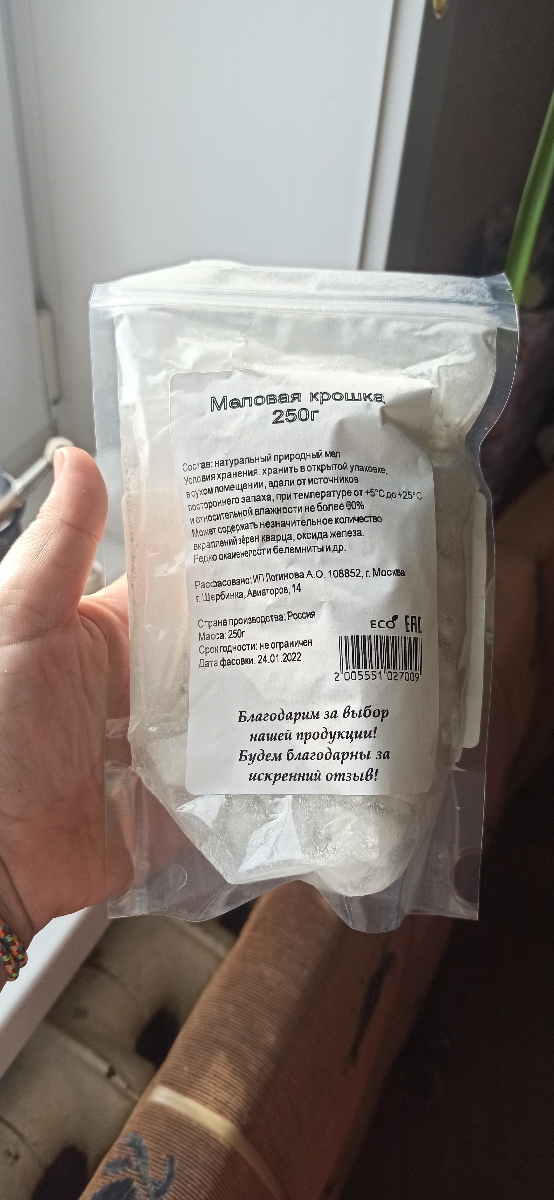 Меловая крошка
250г
Состав: натуральный природный мел
Условия хранения: хранить в открытой упаковке,
в сухом помещении, вдали от источников
постороннего запаха, при температуре от +5°С до +25°С
и относительной влажности не более 60%
Может содержать незначительное количество
вкраплений зёрен кварца, оксида железа.
Редко окаменелости белемниты и др.
Расфасовано: ИП Логинова А.О. 108852, г. Москва
г. Щербинка, Авиаторов, 14
Страна производства: Россия
Масса: 250г
Срок годности: не ограничен
Дата фасовки: 24.01.2022
ECO EAC
2 005551 027009
Благодарим за выбор
нашей продукции!
Будем благодарны за
искренний отзыв!